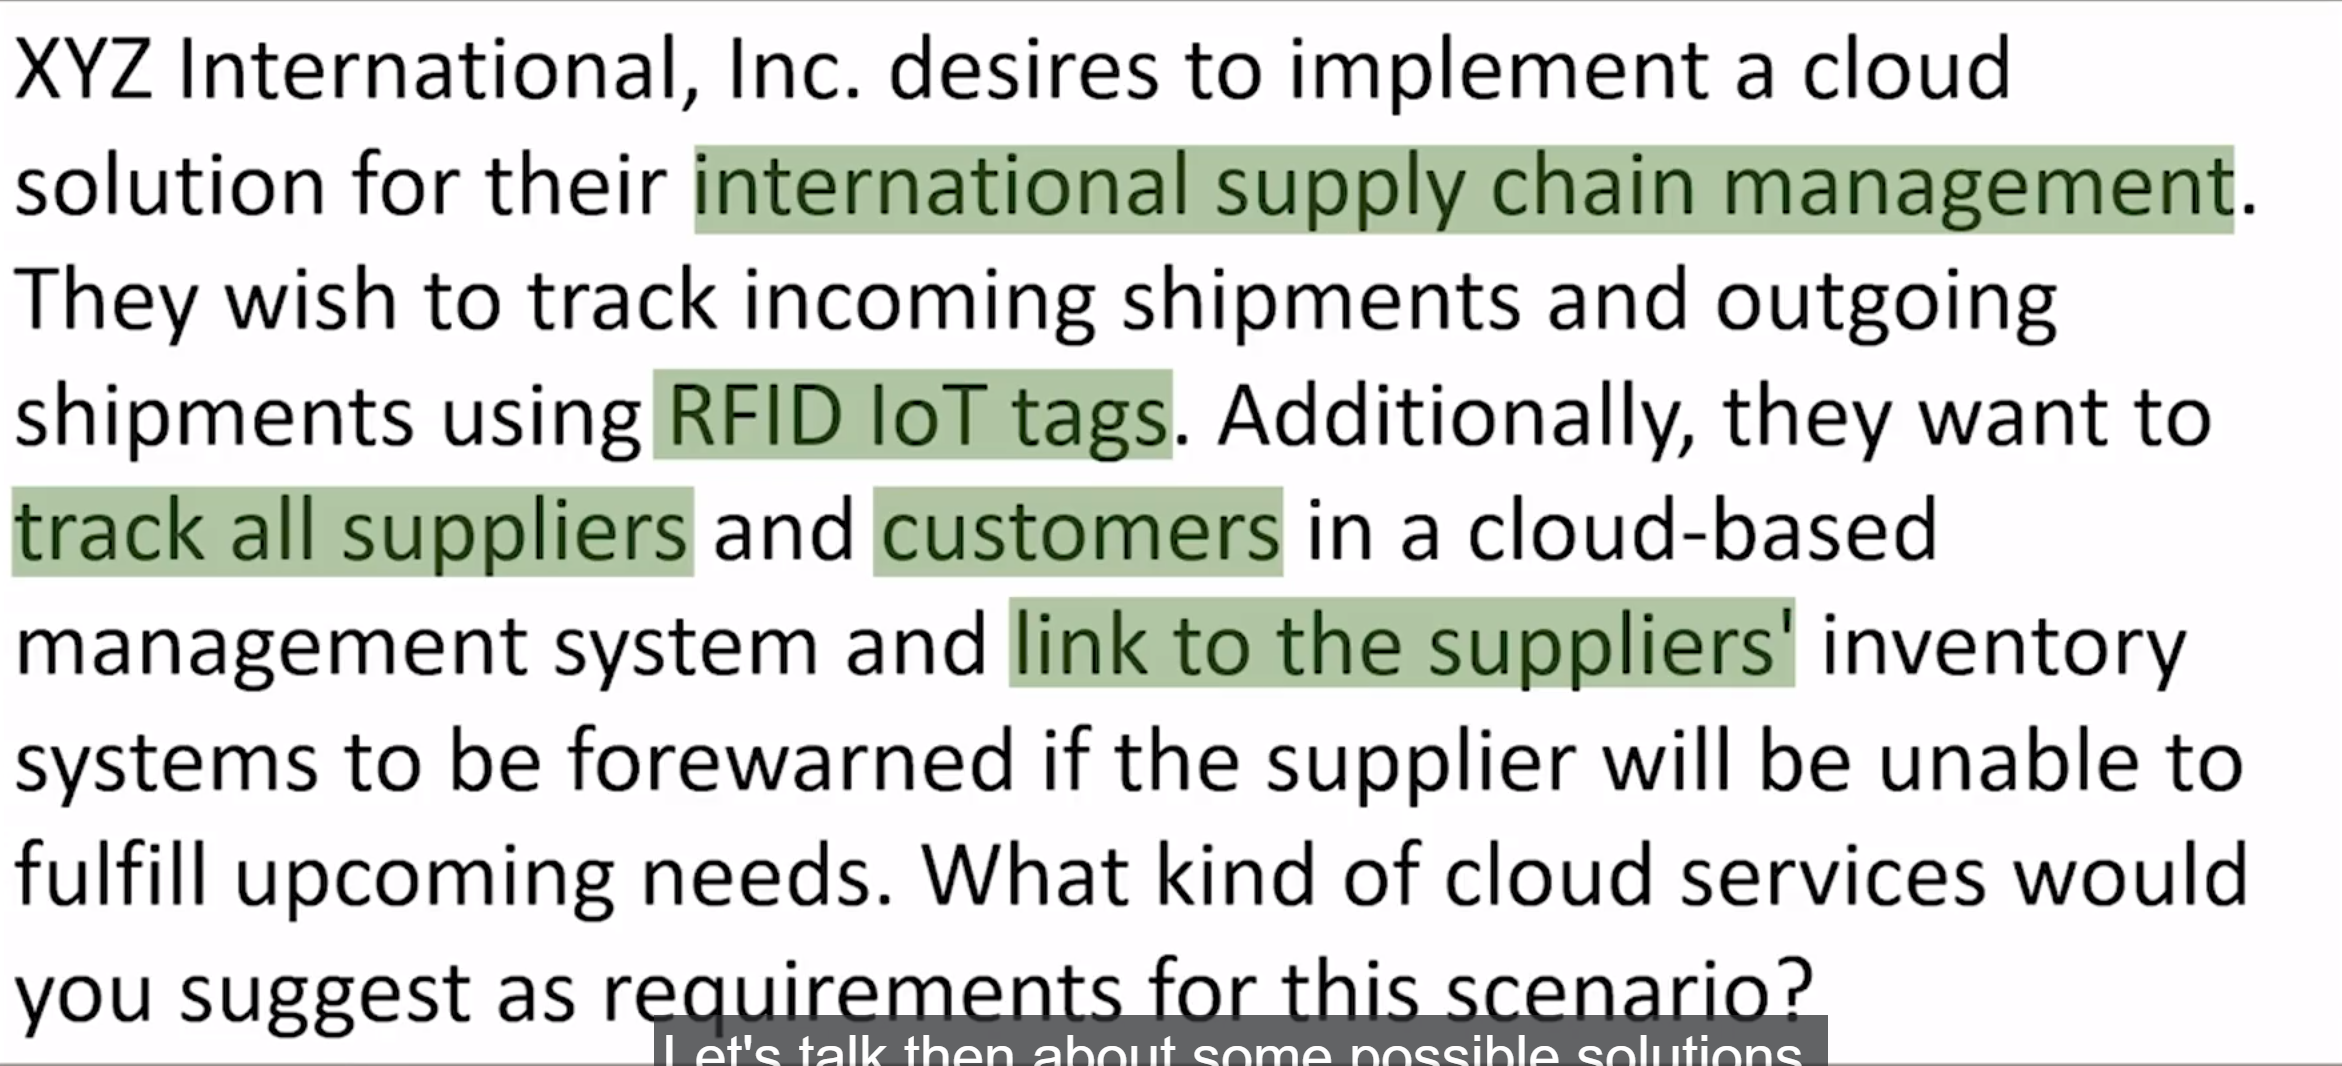 XYZ International, Inc. desires to implement a cloud
solution for their international supply chain management.
They wish to track incoming shipments and outgoing
shipments using RFID IoT tags. Additionally, they want to
track all suppliers and customers in a cloud-based
management system and link to the suppliers' inventory
systems to be forewarned if the supplier will be unable to
fulfill upcoming needs. What kind of cloud services would
you suggest as requirements for this scenario?
Let's talk then about some possible solutions